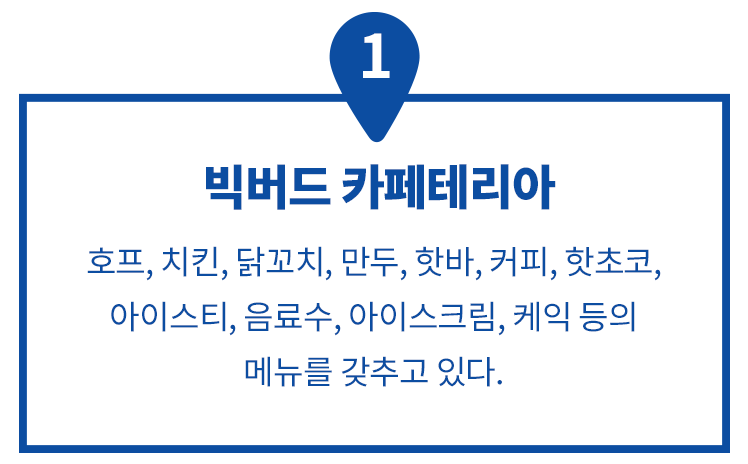 1
빅버드 카페테리아
호프, 치킨, 닭꼬치, 만두, 핫바, 커피, 핫초코,
아이스티, 음료수, 아이스크림, 케익 등의
메뉴를 갖추고 있다.